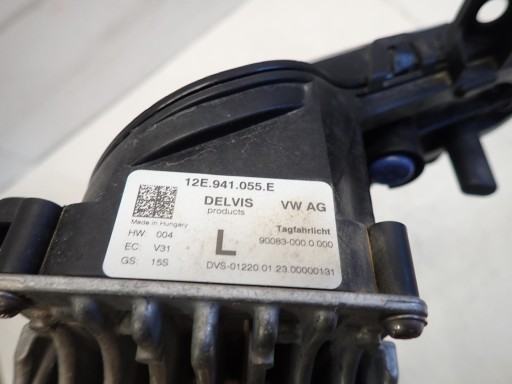 12E.941.055.E
DELVIS VW AG
products
Made in Hungary
Tagfahrlicht
HW 004
90083-000.0.000
L
EC: V31
GS: 15S
DVS-01220.01.23.00000131